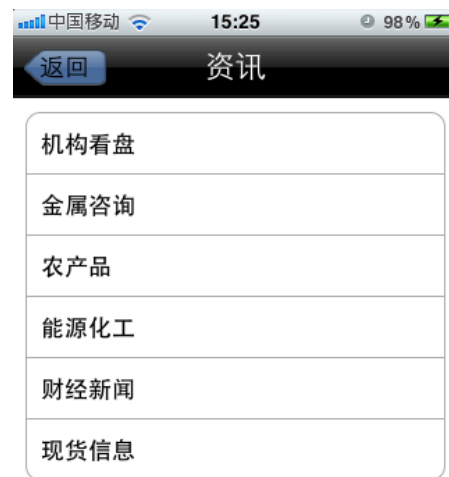 中国移动 15:25 98%
返回 资讯
机构看盘
金属咨询
农产品
能源化工
财经新闻
现货信息